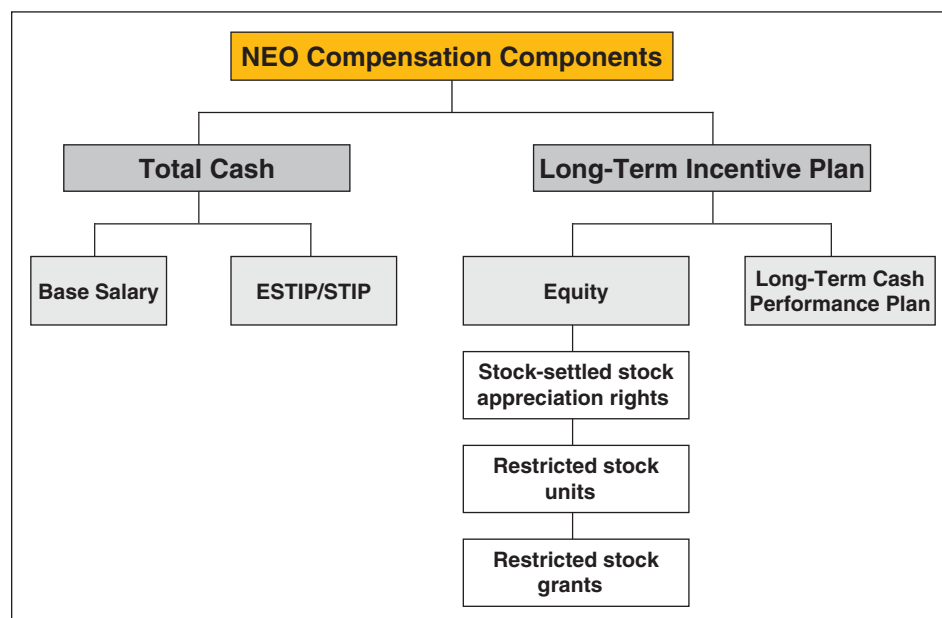 NEO Compensation Components
Total Cash
Long-Term Incentive Plan
Base Salary
ESTIP/STIP
Equity
Long-Term Cash
Performance Plan
Stock-settled stock
appreciation rights
Restricted stock
units
Restricted stock
grants